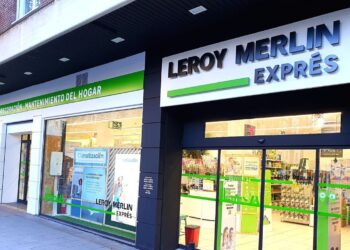 LEROY MERLIN
EXPRÉS
DECORACIÓN · MANTENIMIENTO DEL HOGAR
LEROY MERLIN
EXPRÉS